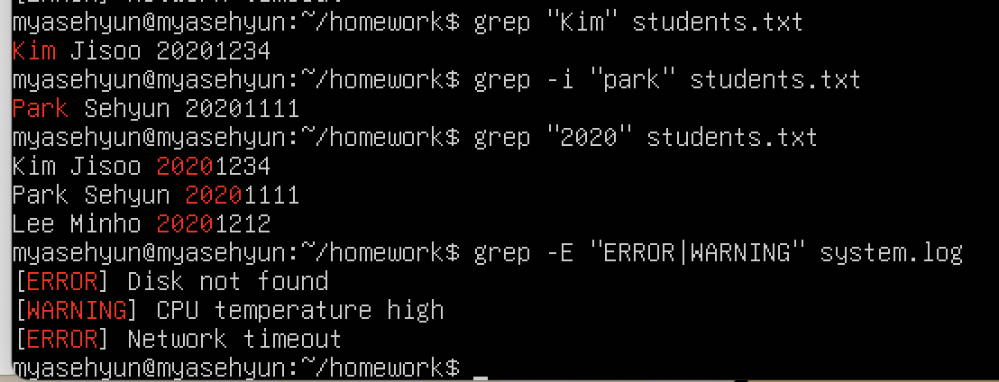 myasehyun@myasehyun:~/homework$ grep "Kim" students.txt
Kim Jisoo 20201234
myasehyun@myasehyun:~/homework$ grep -i "park" students.txt
Park Sehyun 20201111
myasehyun@myasehyun:~/homework$ grep "2020" students.txt
Kim Jisoo 20201234
Park Sehyun 20201111
Lee Minho 20201212
myasehyun@myasehyun:~/homework$ grep -E "ERROR|WARNING" system.log
[ERROR] Disk not found
[WARNING] CPU temperature high
[ERROR] Network timeout
myasehyun@myasehyun:~/homework$ _